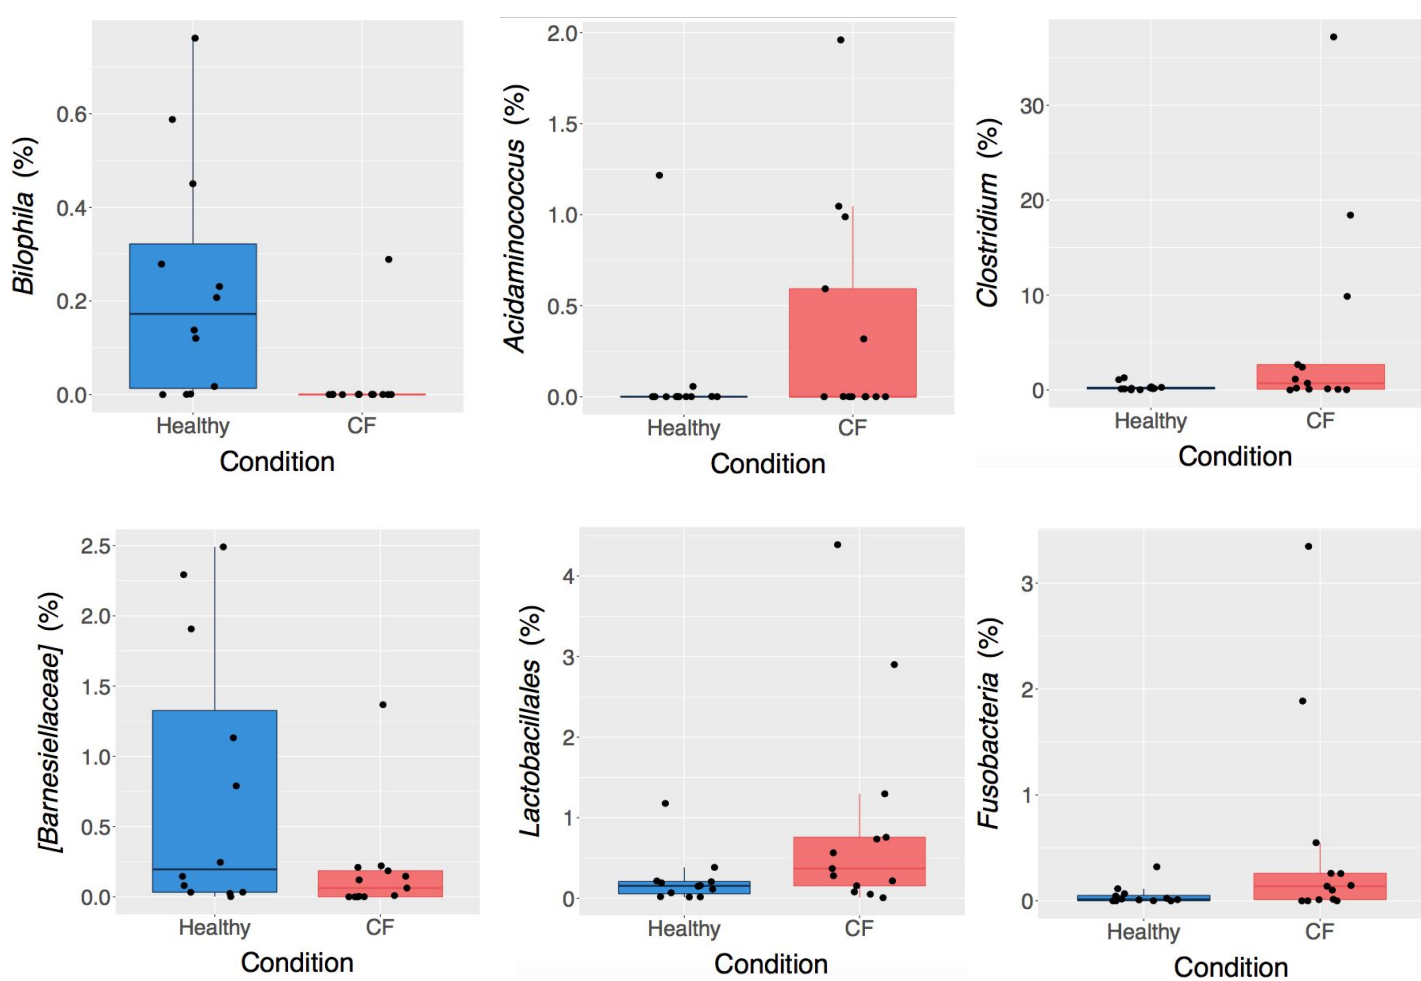 Bilophila (%)
0.6
0.4
0.2
0.0
Healthy CF
Condition
Acidaminococcus (%)
2.0
1.5
1.0
0.5
0.0
Healthy CF
Condition
Clostridium (%)
30
20
10
0
Healthy CF
Condition
[Barnesiellaceae] (%)
2.5
2.0
1.5
1.0
0.5
0.0
Healthy CF
Condition
Lactobacillales (%)
4
3
2
1
0
Healthy CF
Condition
Fusobacteria (%)
3
2
1
0
Healthy CF
Condition